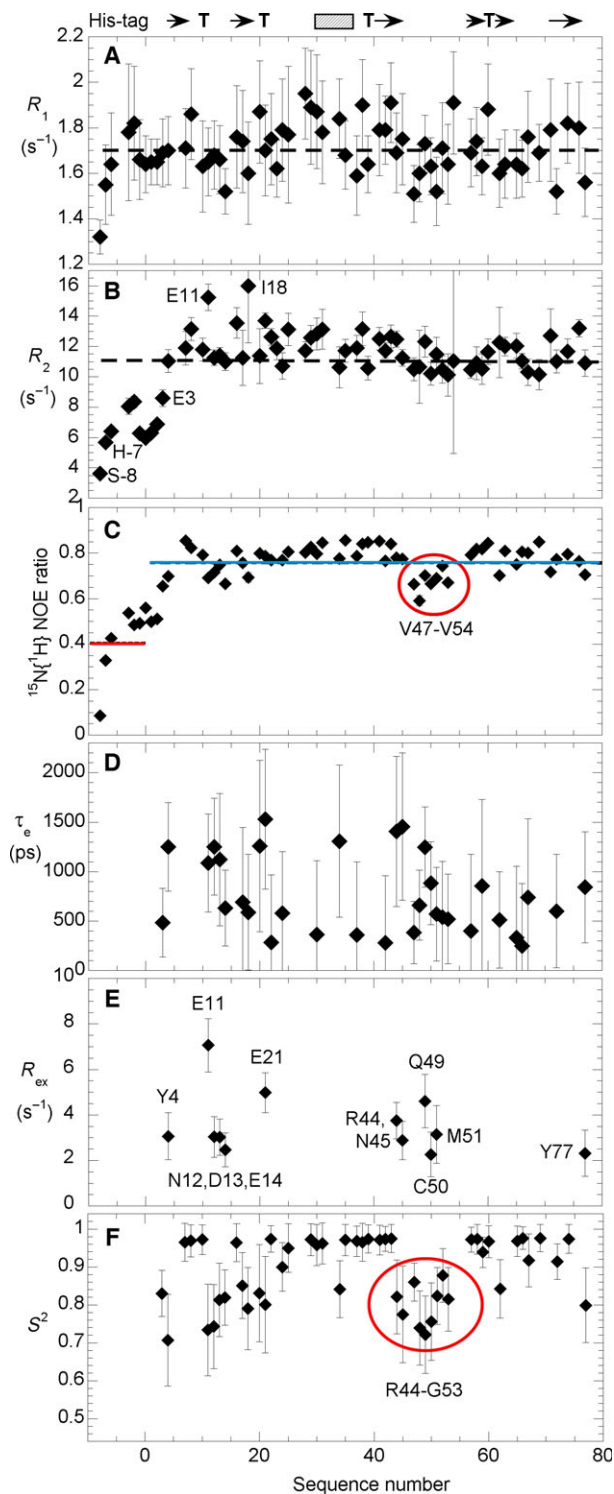 His-tag T T T T
A
2.2
2
1.8
1.6
1.4
1.2
R1
(s−1)
B
16
14
12
10
8
6
4
2
R2
(s−1)
E11
I18
E3
H-7
S-8
C
1
0.8
0.6
0.4
0.2
0
15N{1H} NOE ratio
V47-V54
D
2000
1500
1000
500
0
τe
(ps)
E
10
8
6
4
2
0
Rex
(s−1)
E11
E21
Q49
Y4
R44,
N45
M51
Y77
N12,D13,E14
C50
F
1
0.9
0.8
0.7
0.6
0.5
S2
R44-G53
0 20 40 60 80
Sequence number